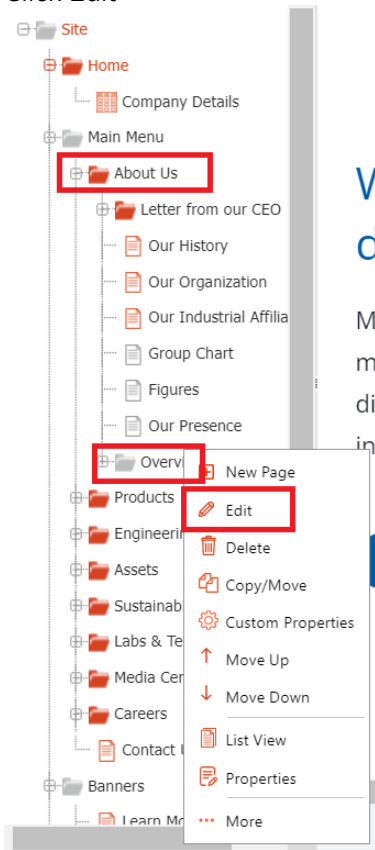 Site
Home
Company Details
Main Menu
About Us
Letter from our CEO
Our History
Our Organization
Our Industrial Affilia
Group Chart
Figures
Our Presence
Overvi
New Page
Products
Edit
Engineerin
Delete
Assets
Copy/Move
Sustainab
Custom Properties
Labs & Te
Move Up
Media Cen
Move Down
Careers
List View
Contact U
Properties
Banners
More